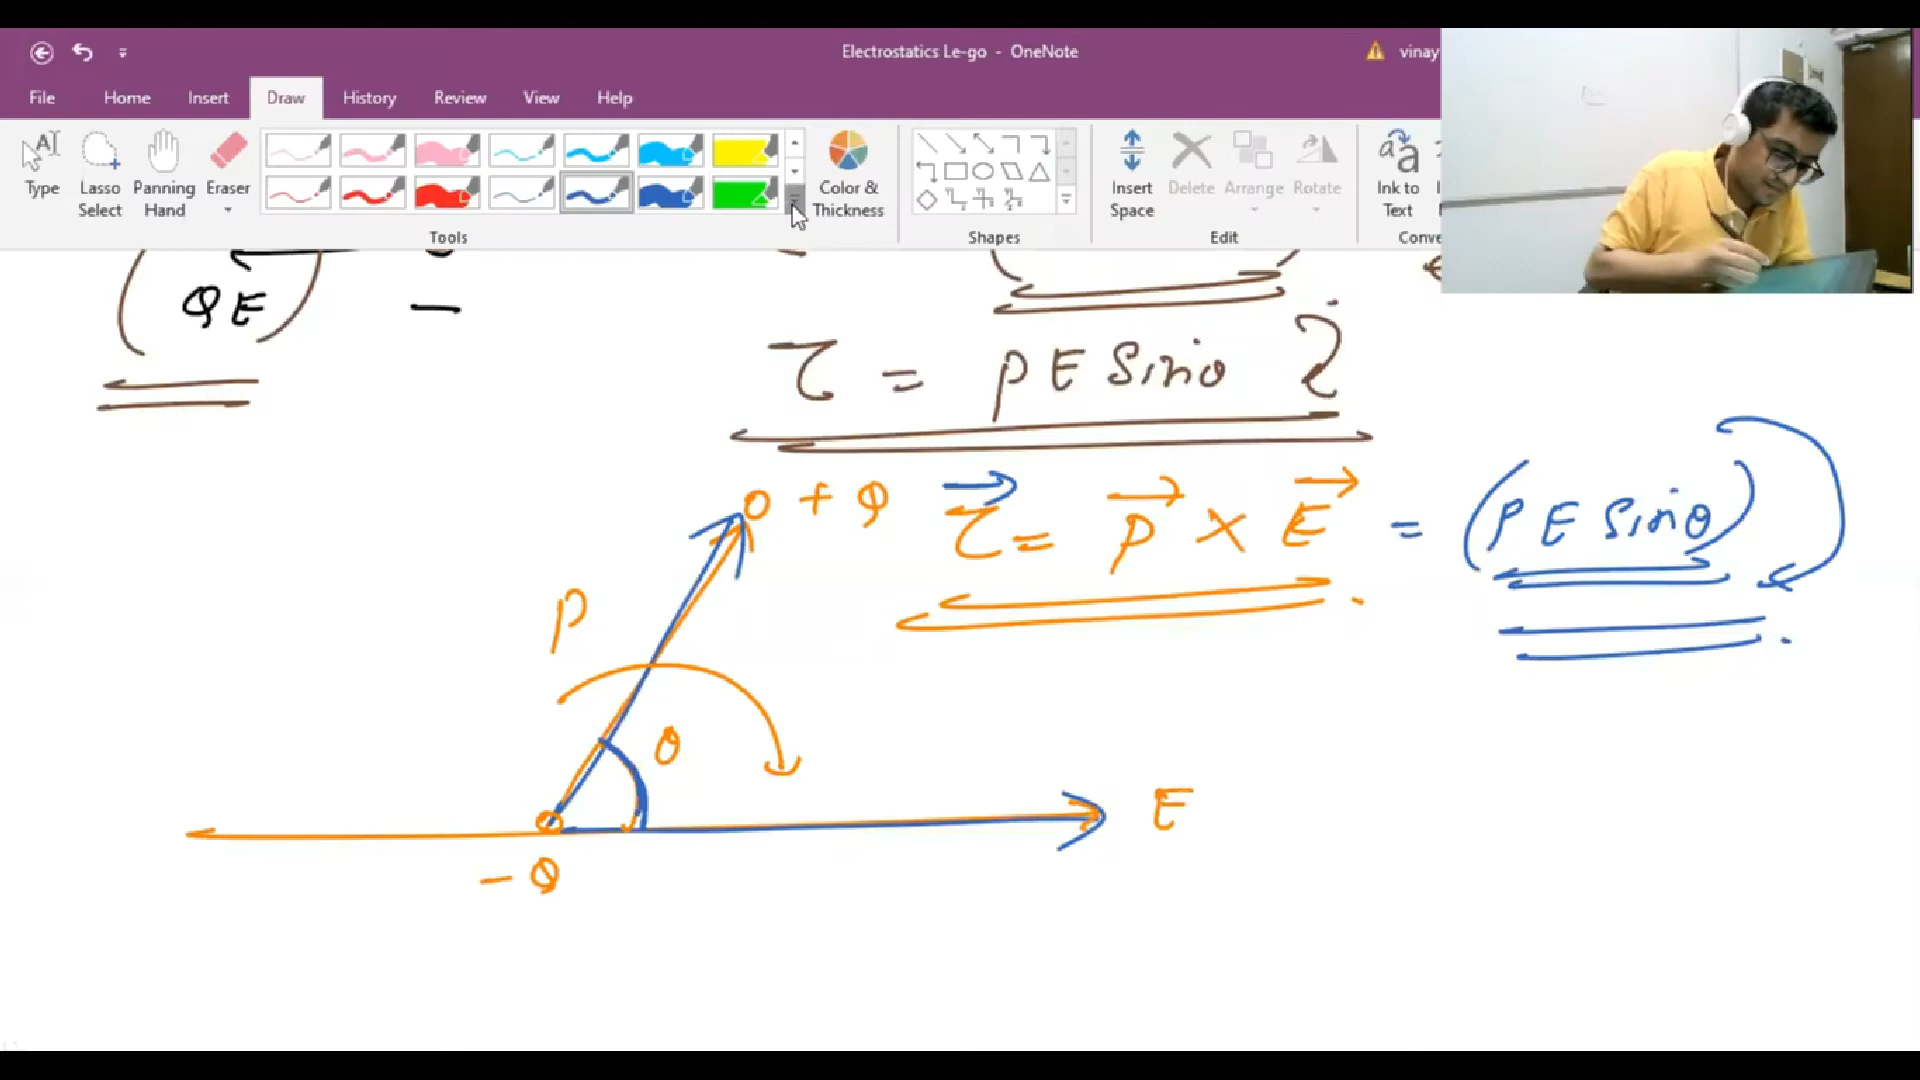 Electrostatics Le-go - OneNote
vinay
File Home Insert Draw History Review View Help
Type
Lasso Select
Panning Hand
Eraser
Color & Thickness
Insert Space
Delete
Arrange
Rotate
Ink to Text
Tools
Shapes
Edit
Conve
QE
τ = PE Sinθ
+Q
τ⃗ = P⃗ × E⃗ = (PE Sinθ)
P
θ
E
-Q